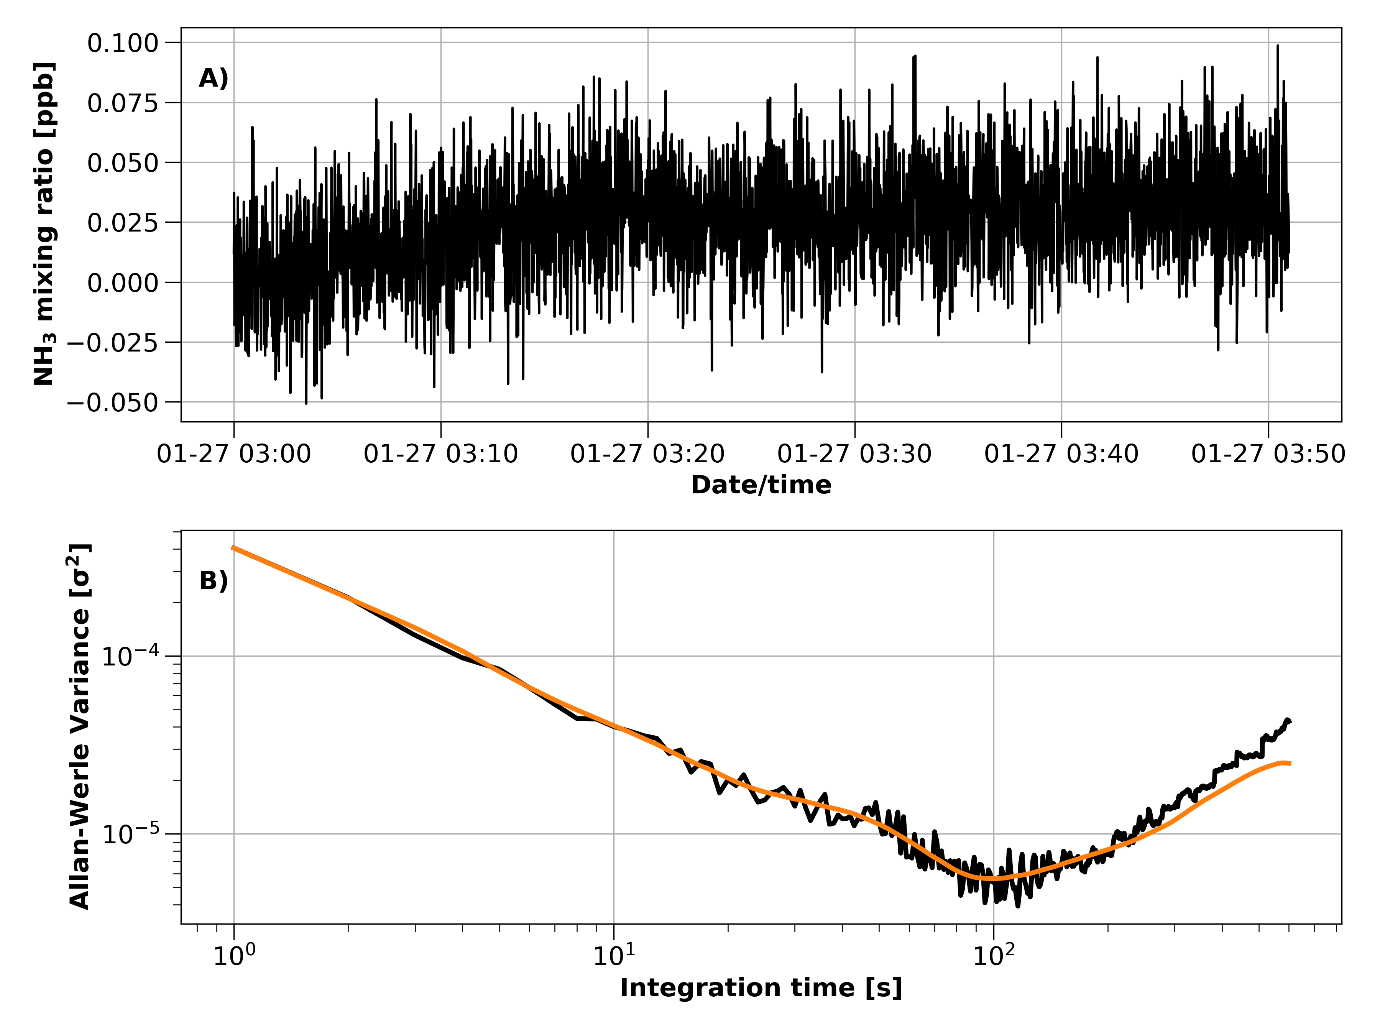 A)
NH₃ mixing ratio [ppb]
0.100
0.075
0.050
0.025
0.000
−0.025
−0.050
01-27 03:00 01-27 03:10 01-27 03:20 01-27 03:30 01-27 03:40 01-27 03:50
Date/time
B)
Allan-Werle Variance [σ²]
10⁻⁴
10⁻⁵
10⁰ 10¹ 10²
Integration time [s]